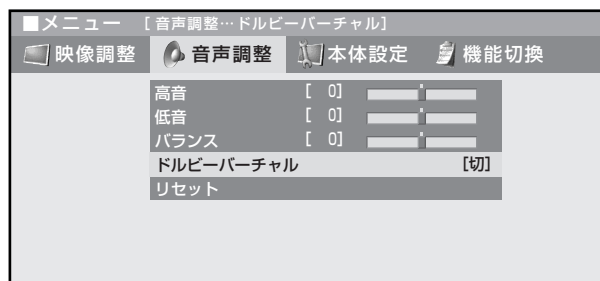 ■メニュー [音声調整…ドルビーバーチャル]
映像調整 音声調整 本体設定 機能切換
高音 [ 0]
低音 [ 0]
バランス [ 0]
ドルビーバーチャル [切]
リセット